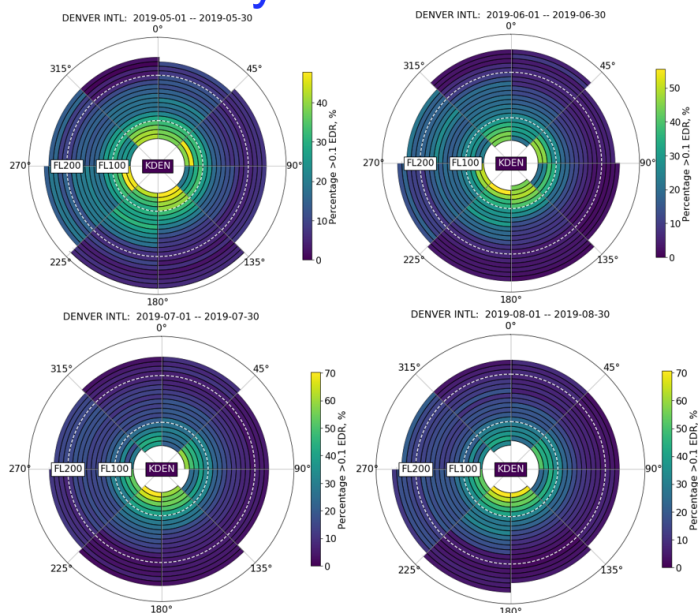 y
DENVER INTL: 2019-05-01 -- 2019-05-30
0°
45°
90°
135°
180°
225°
270°
315°
FL200
FL100
KDEN
40
30
20
10
0
Percentage >0.1 EDR, %
DENVER INTL: 2019-06-01 -- 2019-06-30
0°
45°
90°
135°
180°
225°
270°
315°
FL200
FL100
KDEN
50
40
30
20
10
0
Percentage >0.1 EDR, %
DENVER INTL: 2019-07-01 -- 2019-07-30
0°
45°
90°
135°
180°
225°
270°
315°
FL200
FL100
KDEN
70
60
50
40
30
20
10
0
Percentage >0.1 EDR, %
DENVER INTL: 2019-08-01 -- 2019-08-30
0°
45°
90°
135°
180°
225°
270°
315°
FL200
FL100
KDEN
70
60
50
40
30
20
10
0
Percentage >0.1 EDR, %